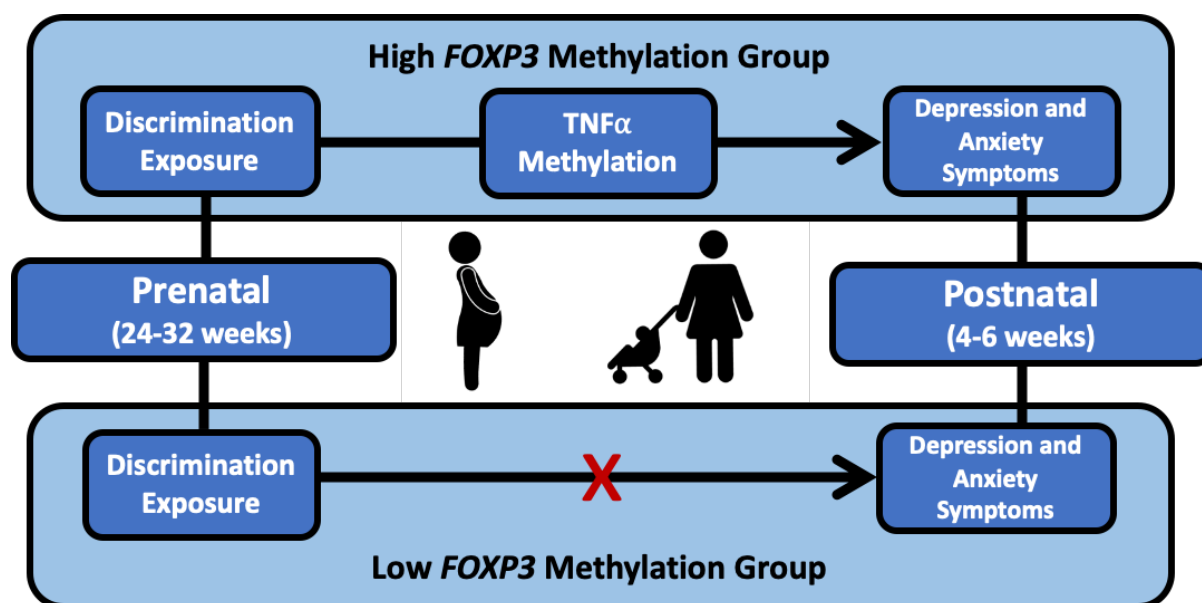 High FOXP3 Methylation Group
Discrimination
Exposure
TNFα
Methylation
Depression and
Anxiety
Symptoms
Prenatal
(24-32 weeks)
Postnatal
(4-6 weeks)
Discrimination
Exposure
X
Depression and
Anxiety
Symptoms
Low FOXP3 Methylation Group